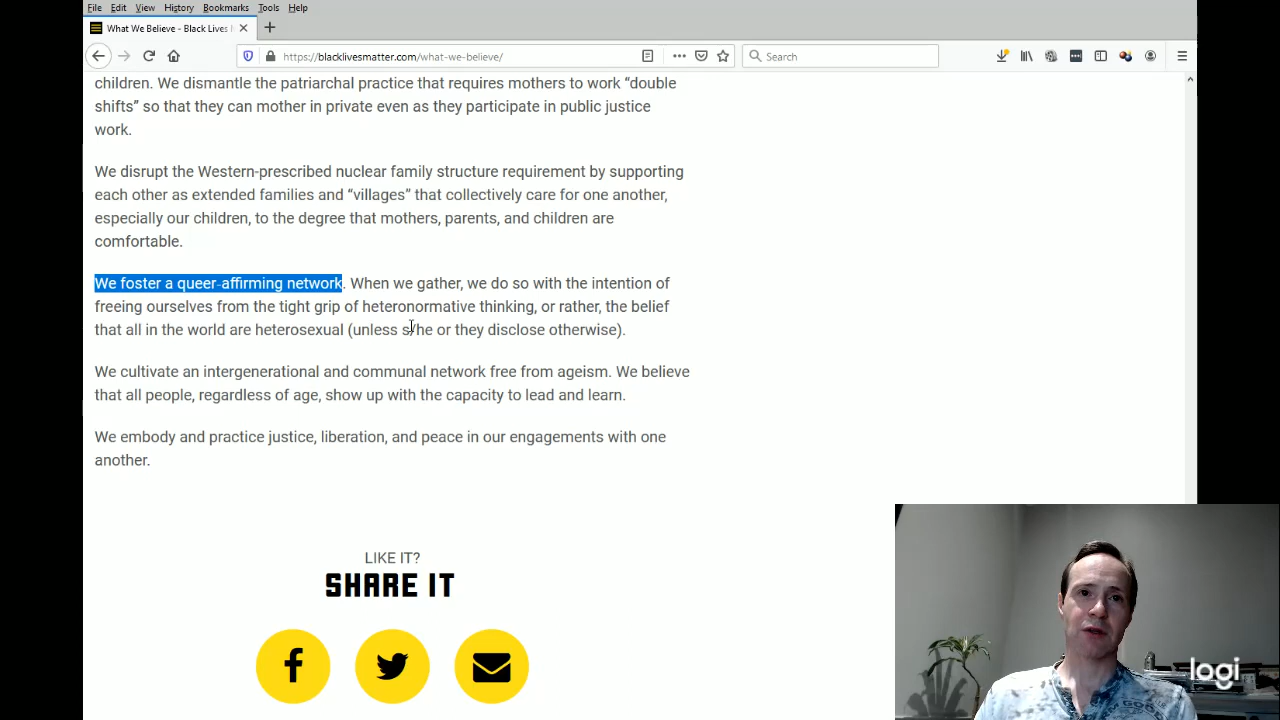 File Edit View History Bookmarks Tools Help
What We Believe - Black Lives
https://blacklivesmatter.com/what-we-believe/
Search
children. We dismantle the patriarchal practice that requires mothers to work “double
shifts” so that they can mother in private even as they participate in public justice
work.
We disrupt the Western-prescribed nuclear family structure requirement by supporting
each other as extended families and “villages” that collectively care for one another,
especially our children, to the degree that mothers, parents, and children are
comfortable.
We foster a queer-affirming network. When we gather, we do so with the intention of
freeing ourselves from the tight grip of heteronormative thinking, or rather, the belief
that all in the world are heterosexual (unless s/he or they disclose otherwise).
We cultivate an intergenerational and communal network free from ageism. We believe
that all people, regardless of age, show up with the capacity to lead and learn.
We embody and practice justice, liberation, and peace in our engagements with one
another.
LIKE IT?
SHARE IT
logi